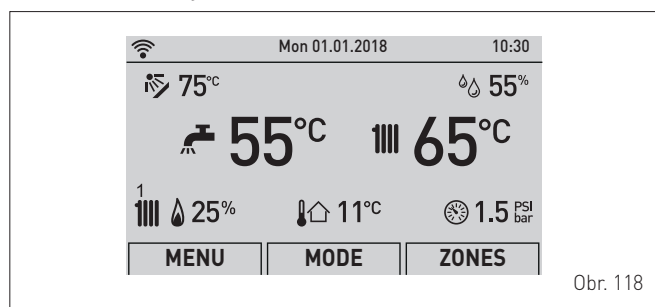 Mon 01.01.2018 10:30
75°C 55%
55°C 65°C
1
25% 11°C 1.5 PSI bar
MENU MODE ZONES
Obr. 118